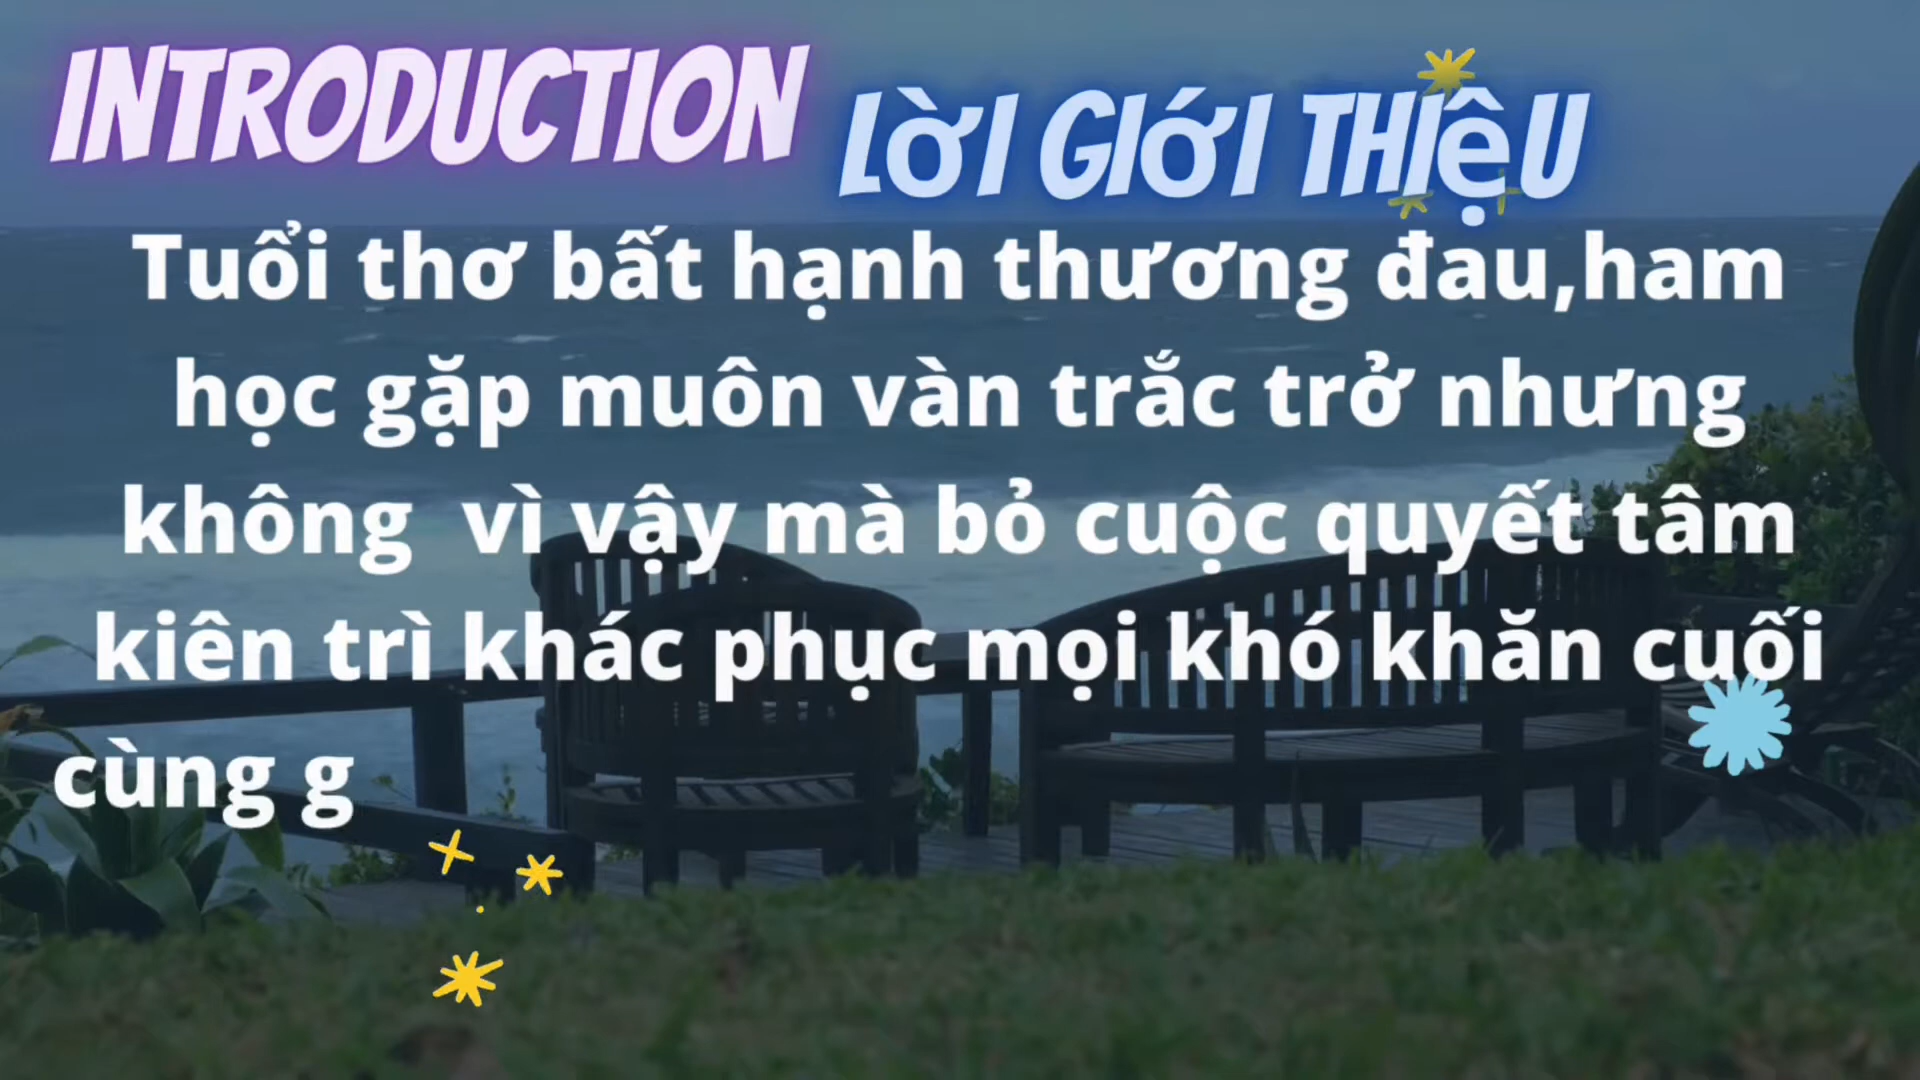 INTRODUCTION
LỜI GIỚI THIỆU
Tuổi thơ bất hạnh thương đau,ham
học gặp muôn vàn trắc trở nhưng
không  vì vậy mà bỏ cuộc quyết tâm
kiên trì khác phục mọi khó khăn cuối
cùng g